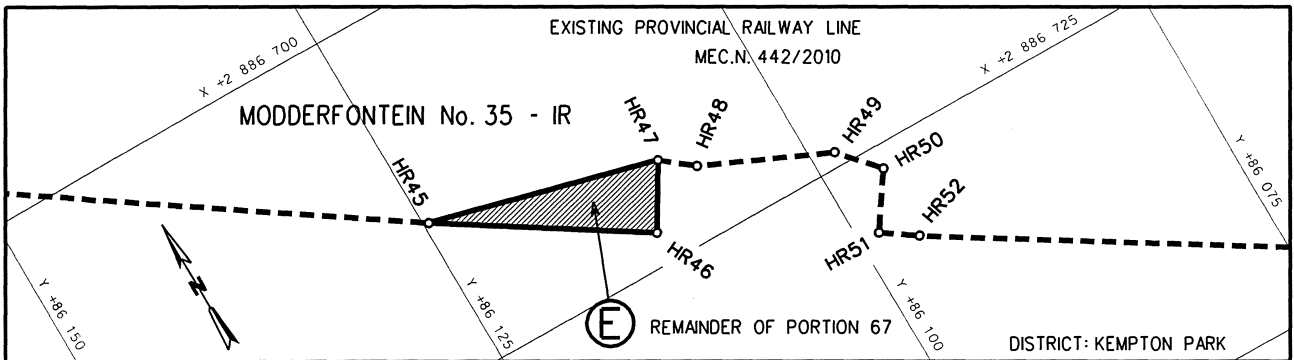 EXISTING PROVINCIAL RAILWAY LINE
MEC.N. 442/2010
X +2 886 700
X +2 886 725
MODDERFONTEIN No. 35 - IR
HR45
HR47
HR48
HR49
HR50
HR52
HR51
HR46
Y +86 075
Y +86 150
N
Y +86 125
Y +86 100
E
REMAINDER OF PORTION 67
DISTRICT: KEMPTON PARK